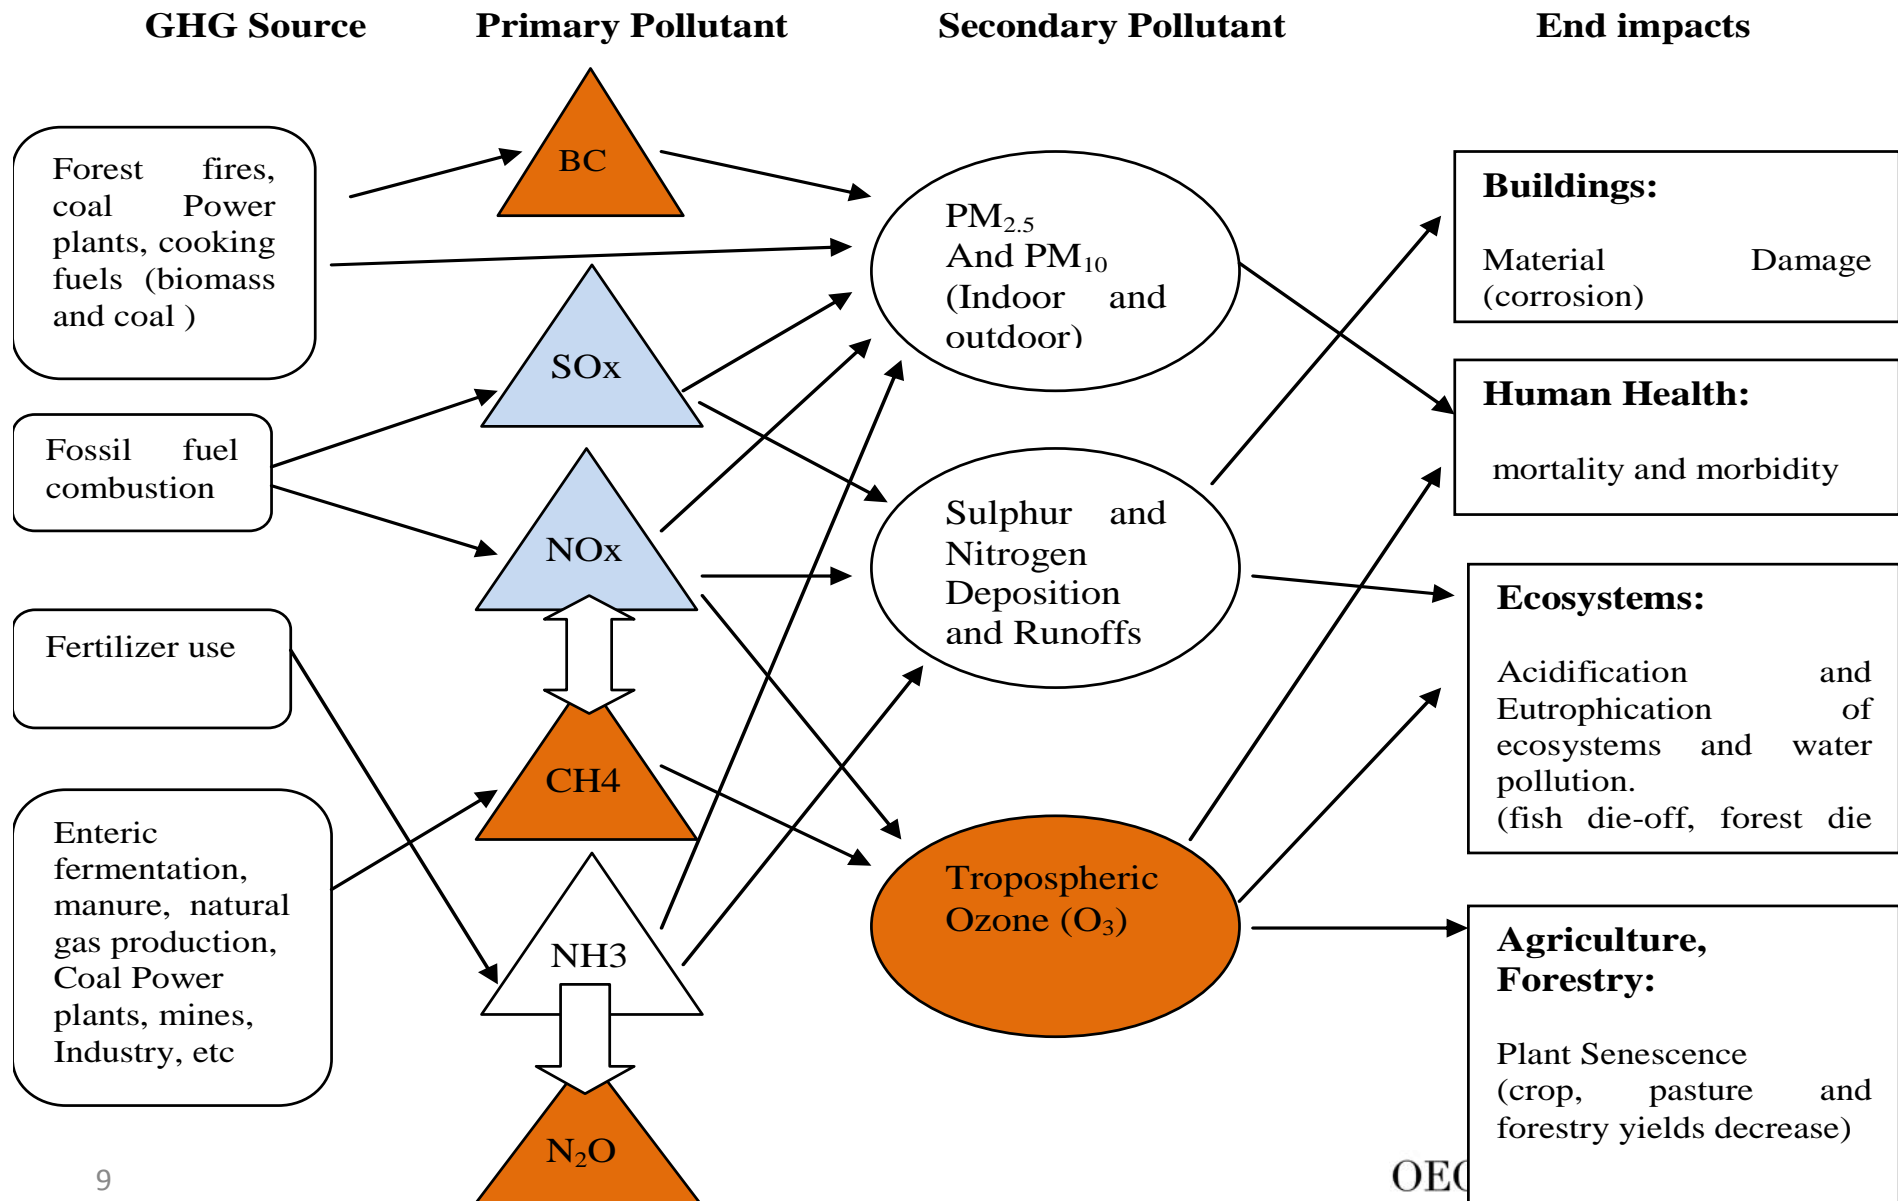 GHG Source
Primary Pollutant
Secondary Pollutant
End impacts
Forest fires,
coal Power
plants, cooking
fuels (biomass
and coal )
Fossil fuel
combustion
Fertilizer use
Enteric
fermentation,
manure, natural
gas production,
Coal Power
plants, mines,
Industry, etc
BC
SOx
NOx
CH4
NH3
N₂O
PM₂.₅
And PM₁₀
(Indoor and
outdoor)
Sulphur and
Nitrogen
Deposition
and Runoffs
Tropospheric
Ozone (O₃)
Buildings:
Material Damage
(corrosion)
Human Health:
mortality and morbidity
Ecosystems:
Acidification and
Eutrophication of
ecosystems and water
pollution.
(fish die-off, forest die
Agriculture,
Forestry:
Plant Senescence
(crop, pasture and
forestry yields decrease)
9